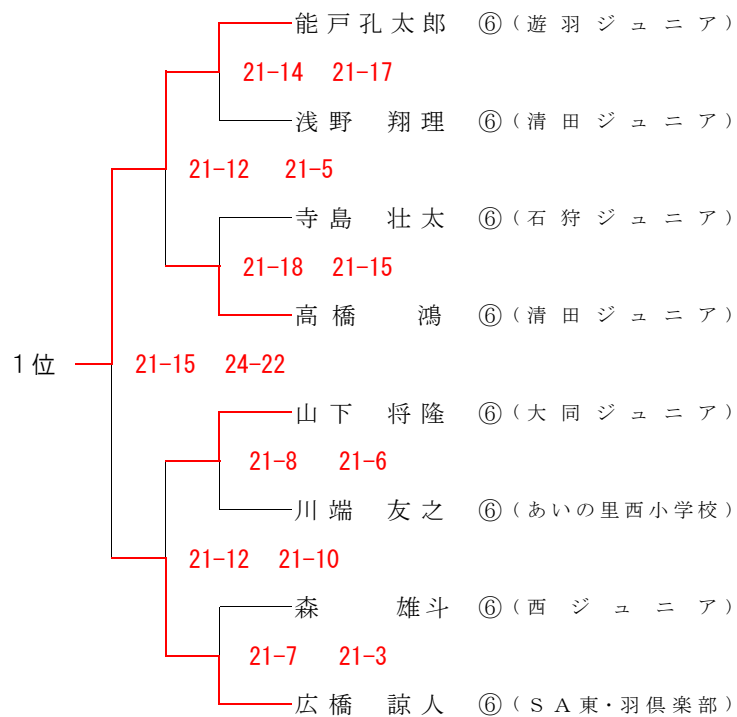 能戸孔太郎 ⑥(遊羽ジュニア)
21-14 21-17
浅野 翔理 ⑥(清田ジュニア)
21-12 21-5
寺島 壮太 ⑥(石狩ジュニア)
21-18 21-15
高橋 鴻 ⑥(清田ジュニア)
1位 21-15 24-22
山下 将隆 ⑥(大同ジュニア)
21-8 21-6
川端 友之 ⑥(あいの里西小学校)
21-12 21-10
森 雄斗 ⑥(西ジュニア)
21-7 21-3
広橋 諒人 ⑥(SA東・羽倶楽部)